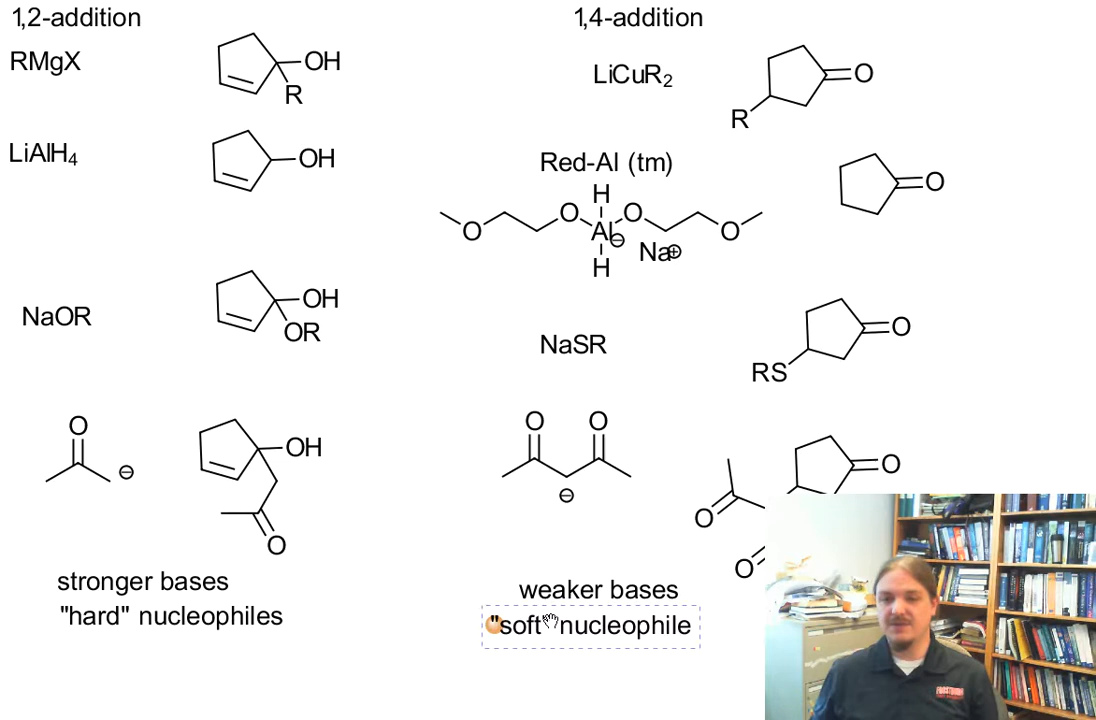 1,2-addition
1,4-addition
RMgX
OH
R
LiCuR₂
O
R
LiAlH₄
OH
Red-Al (tm)
H
O
O
O
Al⊖
O
Na⊕
H
O
NaOR
OH
OR
NaSR
O
RS
O
⊖
OH
O
O
O
⊖
O
O
O
stronger bases
"hard" nucleophiles
weaker bases
"soft" nucleophile